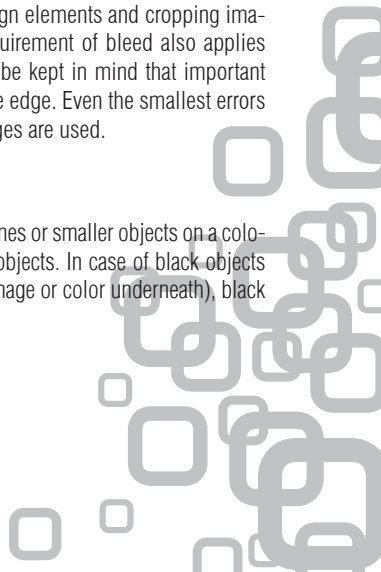 gn elements and cropping ima-
uirement of bleed also applies
be kept in mind that important
e edge. Even the smallest errors
ges are used.
nes or smaller objects on a colo-
objects. In case of black objects
nage or color underneath), black